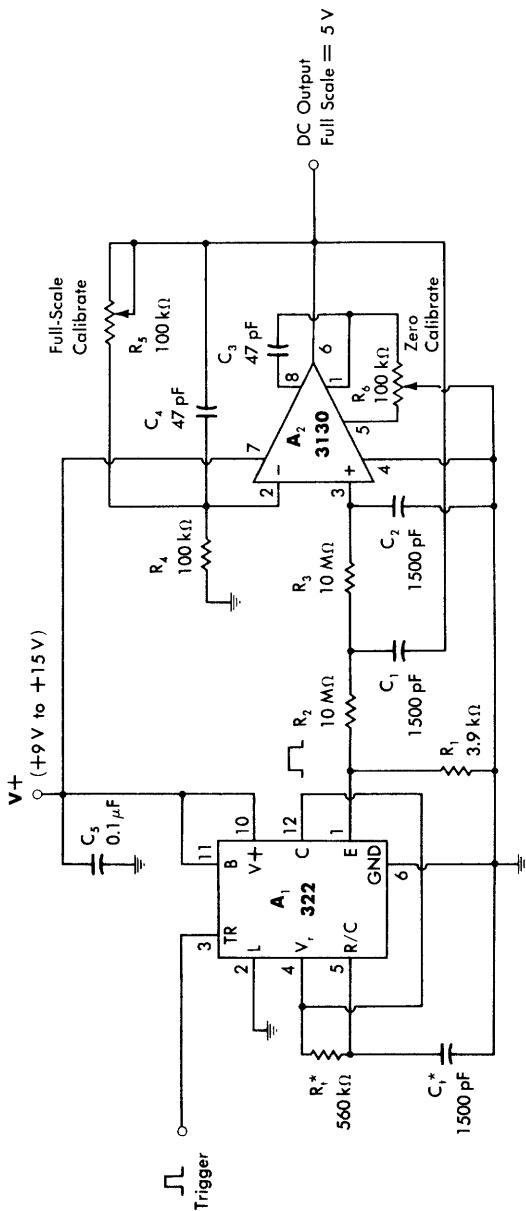 V+
(+9 V to +15 V)
C5
0.1 μF
Trigger
3
TR
2
L
4
Vr
5
R/C
A1
322
11
B
10
V+
12
C
1
E
GND
6
Rt*
560 kΩ
Ct*
1500 pF
R1
3.9 kΩ
R2
10 MΩ
C1
1500 pF
R3
10 MΩ
C2
1500 pF
R4
100 kΩ
C4
47 pF
Full-Scale
Calibrate
R5
100 kΩ
2
−
3
+
7
A2
3130
4
8
C3
47 pF
6
1
5
R6
100 kΩ
Zero
Calibrate
DC Output
Full Scale = 5 V